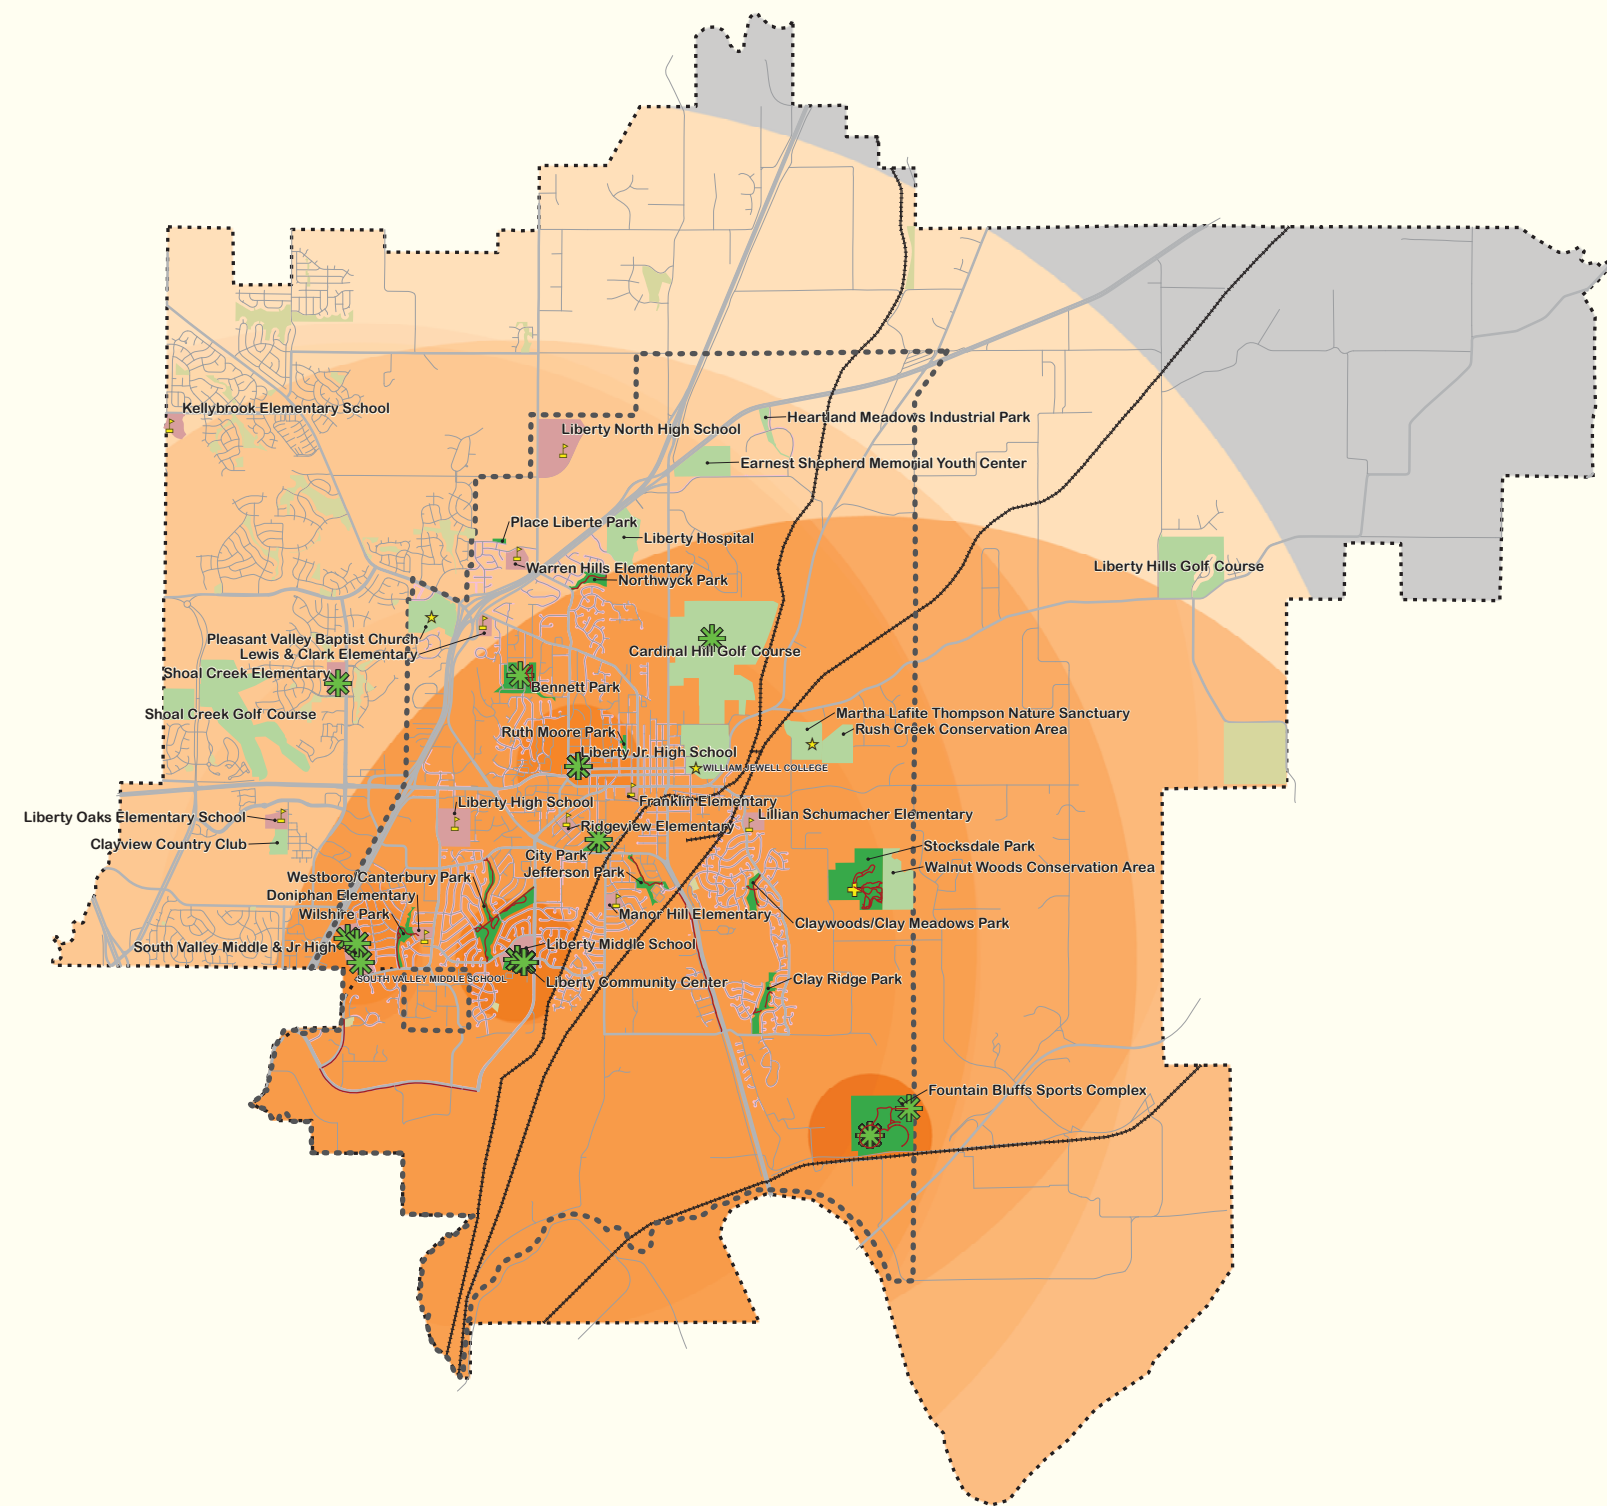 Kellybrook Elementary School
Heartland Meadows Industrial Park
Liberty North High School
Earnest Shepherd Memorial Youth Center
Place Liberte Park
Liberty Hospital
Warren Hills Elementary
Northwyck Park
Liberty Hills Golf Course
Pleasant Valley Baptist Church
Lewis & Clark Elementary
Cardinal Hill Golf Course
Shoal Creek Elementary
Bennett Park
Shoal Creek Golf Course
Martha Lafite Thompson Nature Sanctuary
Rush Creek Conservation Area
Ruth Moore Park
Liberty Jr. High School
WILLIAM JEWELL COLLEGE
Liberty High School
Franklin Elementary
Liberty Oaks Elementary School
Lillian Schumacher Elementary
Ridgeview Elementary
Clayview Country Club
Stocksdale Park
City Park
Walnut Woods Conservation Area
Jefferson Park
Westboro/Canterbury Park
Doniphan Elementary
Wilshire Park
Manor Hill Elementary
Claywoods/Clay Meadows Park
South Valley Middle & Jr High
Liberty Middle School
SOUTH VALLEY MIDDLE SCHOOL
Liberty Community Center
Clay Ridge Park
Fountain Bluffs Sports Complex